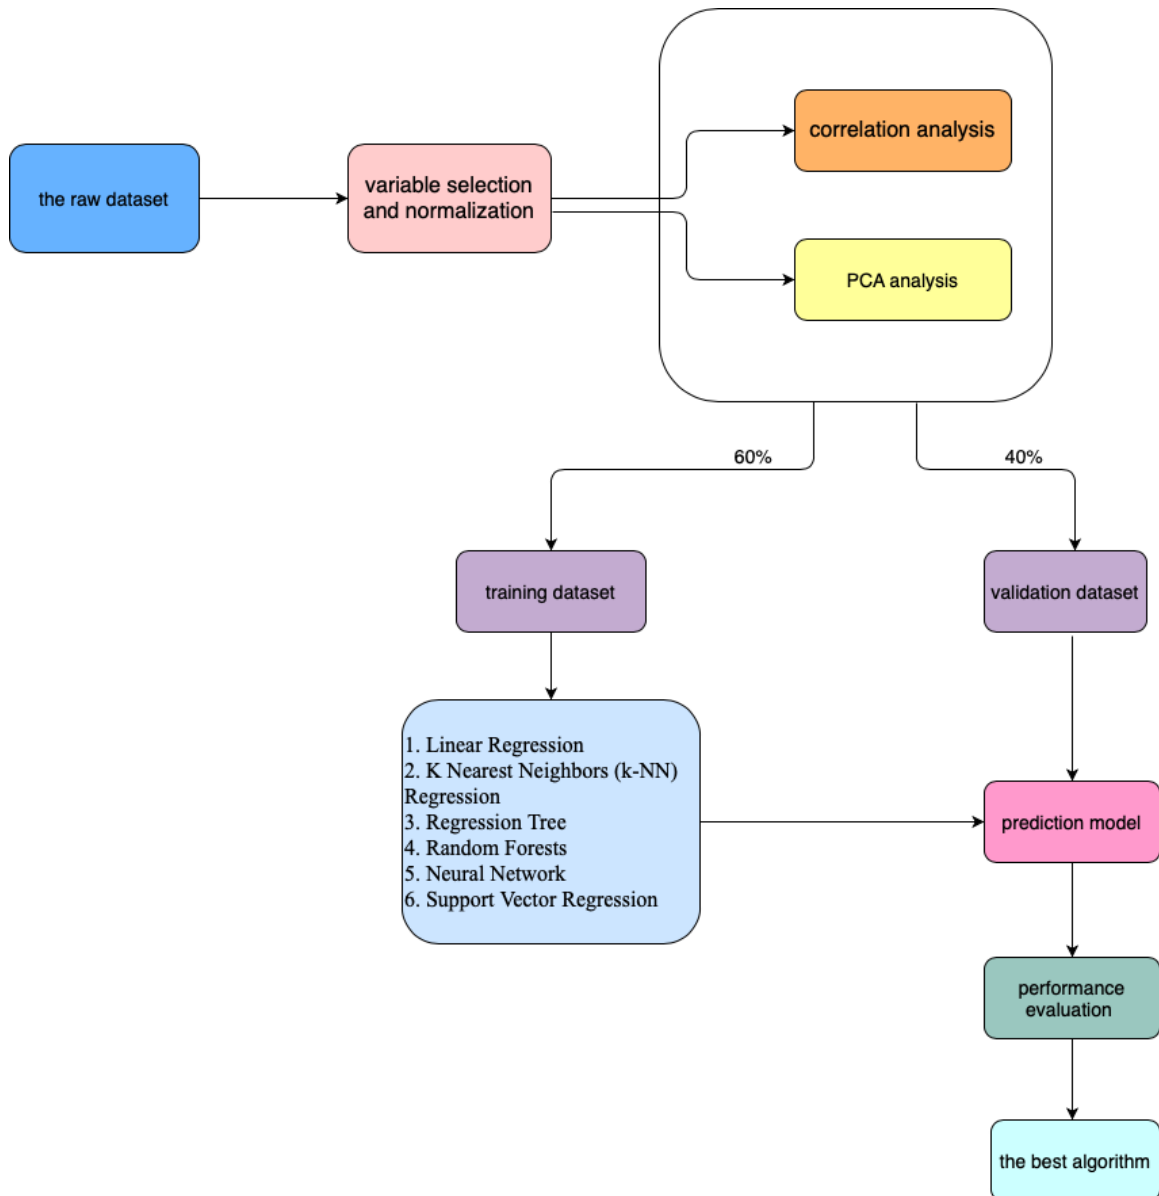 the raw dataset
variable selection
and normalization
correlation analysis
PCA analysis
60%
40%
training dataset
validation dataset
1. Linear Regression
2. K Nearest Neighbors (k-NN)
Regression
3. Regression Tree
4. Random Forests
5. Neural Network
6. Support Vector Regression
prediction model
performance
evaluation
the best algorithm